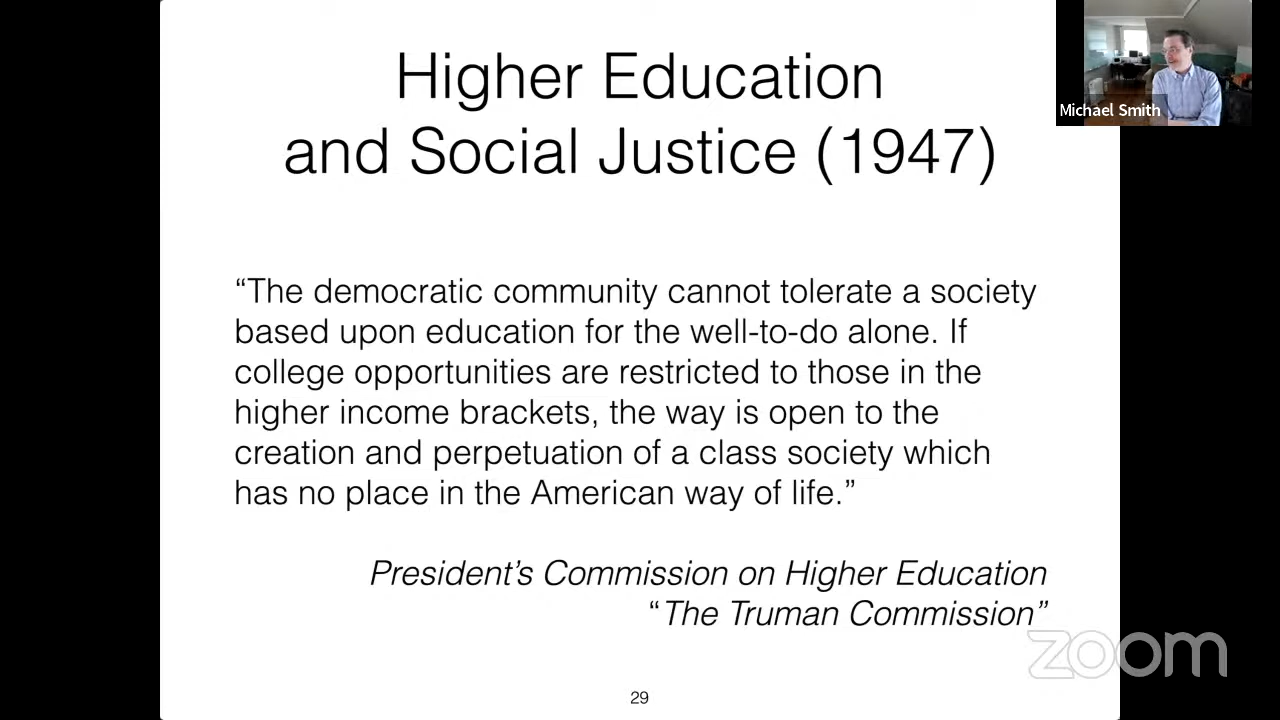 Higher Education
and Social Justice (1947)
Michael Smith
“The democratic community cannot tolerate a society
based upon education for the well-to-do alone. If
college opportunities are restricted to those in the
higher income brackets, the way is open to the
creation and perpetuation of a class society which
has no place in the American way of life.”
President’s Commission on Higher Education
“The Truman Commission”
zoom
29